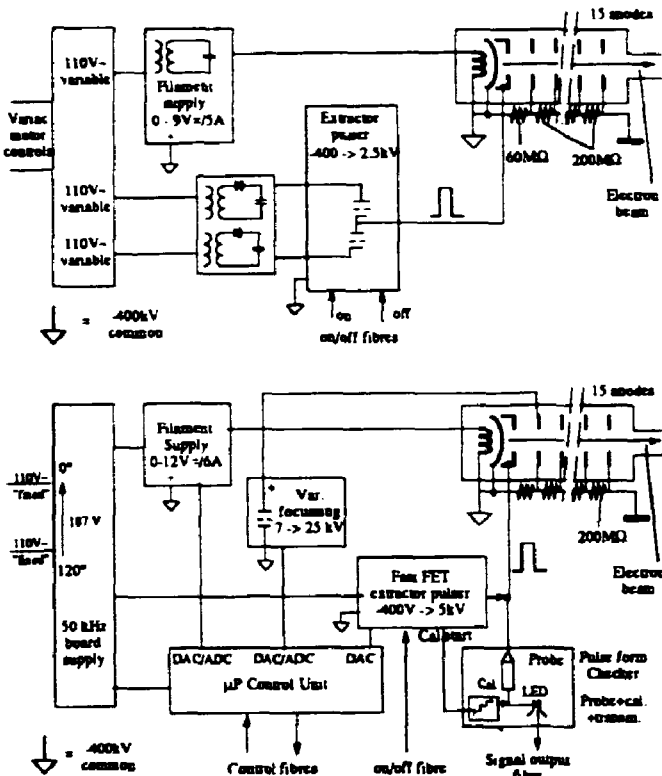 15 anodes
110V~
variable
Filament
supply
0 - 9V=/5A
Variac
motor
controls
Extractor
pulser
-400 -> 2.5kV
60MΩ
200MΩ
Electron
beam
110V~
variable
110V~
variable
on
off
on/off fibres
= -400kV
common
15 anodes
Filament
Supply
0-12V =/6A
110V~
"fixed"
0°
187 V
110V~
"fixed"
120°
+
Var.
focussing
7 -> 25 kV
200MΩ
Fast FET
extractor pulser
-400V -> 5kV
Electron
beam
Cal start
50 kHz
board
supply
DAC/ADC
DAC/ADC
DAC
µP Control Unit
Probe
Cal.
LED
Pulse form
Checker
Probe+cal.
+transm.
= -400kV
common
Control fibres
on/off fibre
Signal output